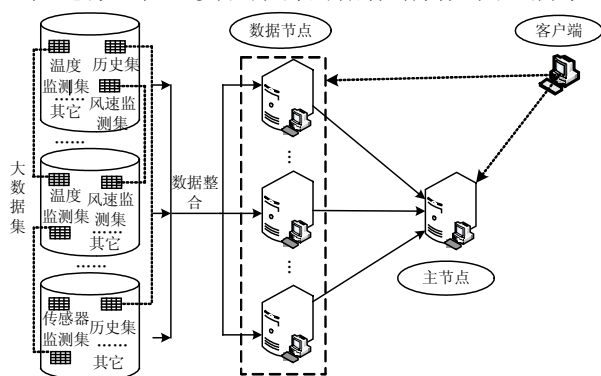 数据节点
客户端
温度
监测集
历史集
……
其它
风速监
测集
……
大数据集
温度
监测集
风速监
测集
……
其它
……
传感器
监测集
历史集
……
其它
数据整合
…
…
主节点